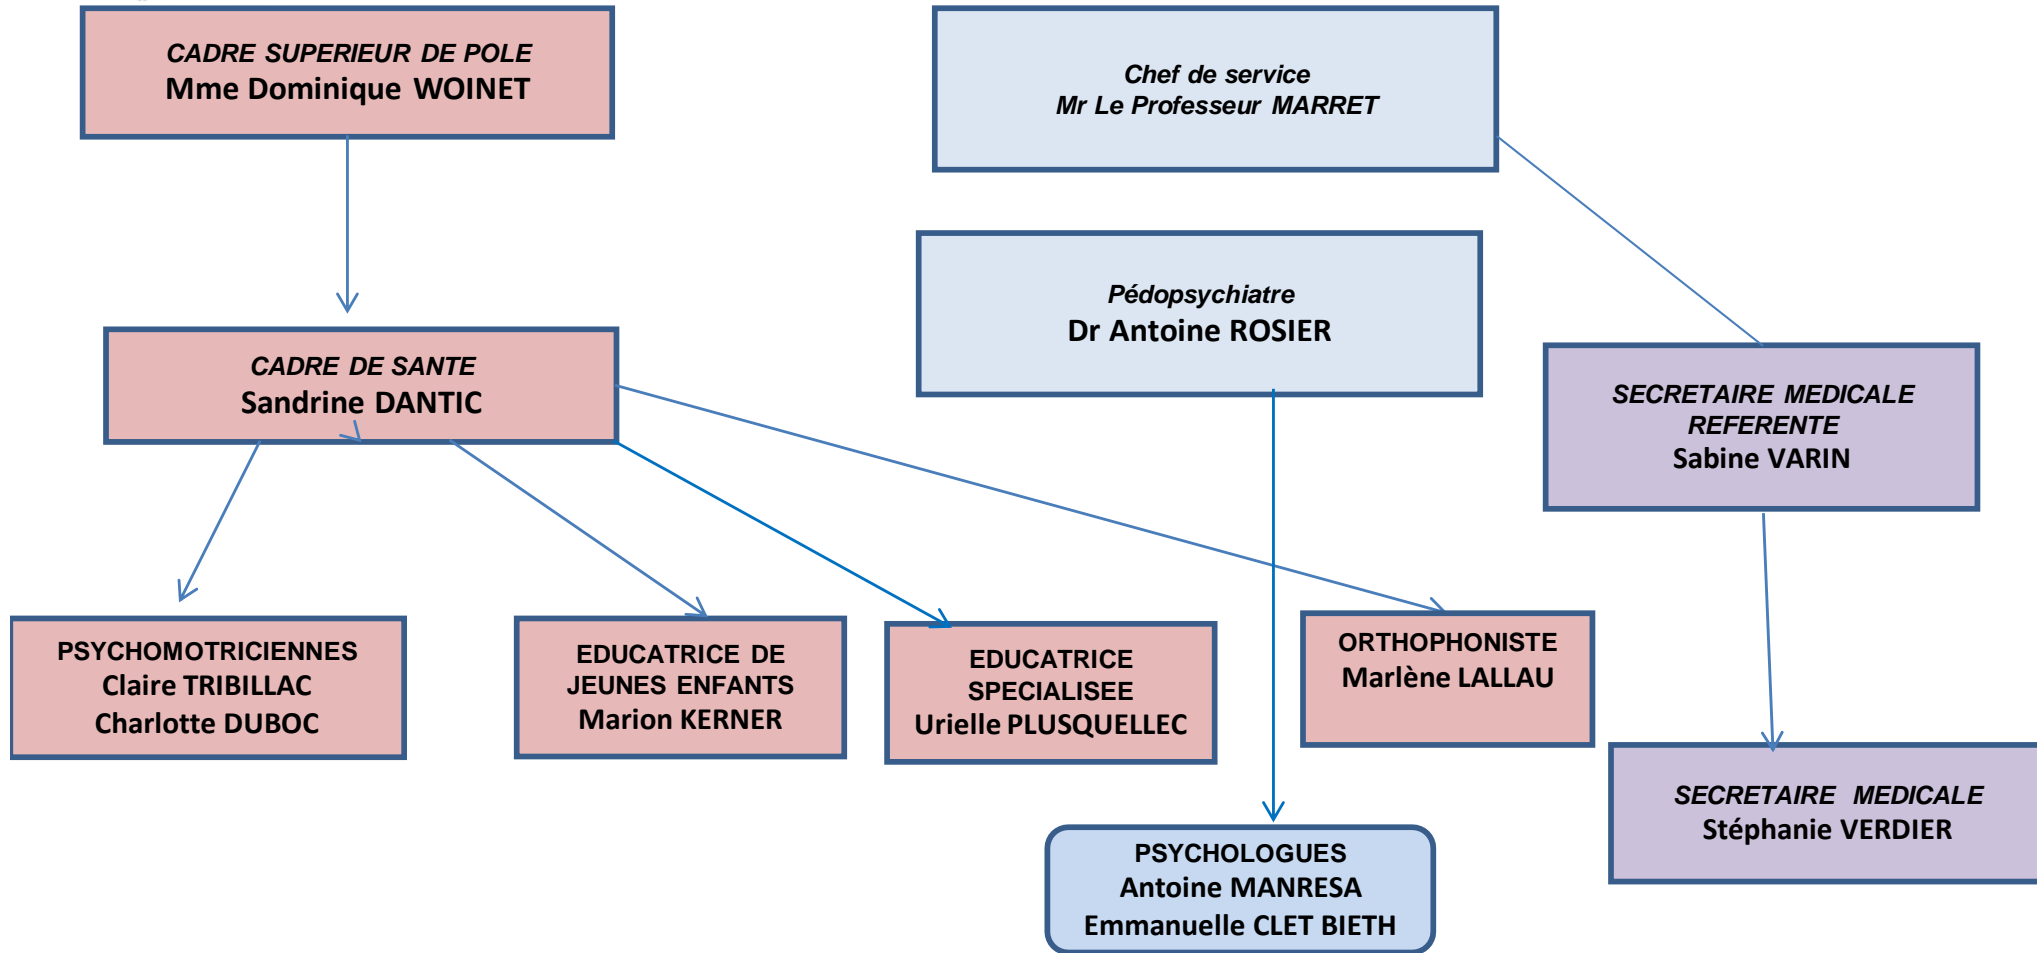 CADRE SUPERIEUR DE POLE
Mme Dominique WOINET
Chef de service
Mr Le Professeur MARRET
Pédopsychiatre
Dr Antoine ROSIER
CADRE DE SANTE
Sandrine DANTIC
SECRETAIRE MEDICALE
REFERENTE
Sabine VARIN
PSYCHOMOTRICIENNES
Claire TRIBILLAC
Charlotte DUBOC
EDUCATRICE DE
JEUNES ENFANTS
Marion KERNER
EDUCATRICE
SPECIALISEE
Urielle PLUSQUELLEC
ORTHOPHONISTE
Marlène LALLAU
SECRETAIRE MEDICALE
Stéphanie VERDIER
PSYCHOLOGUES
Antoine MANRESA
Emmanuelle CLET BIETH